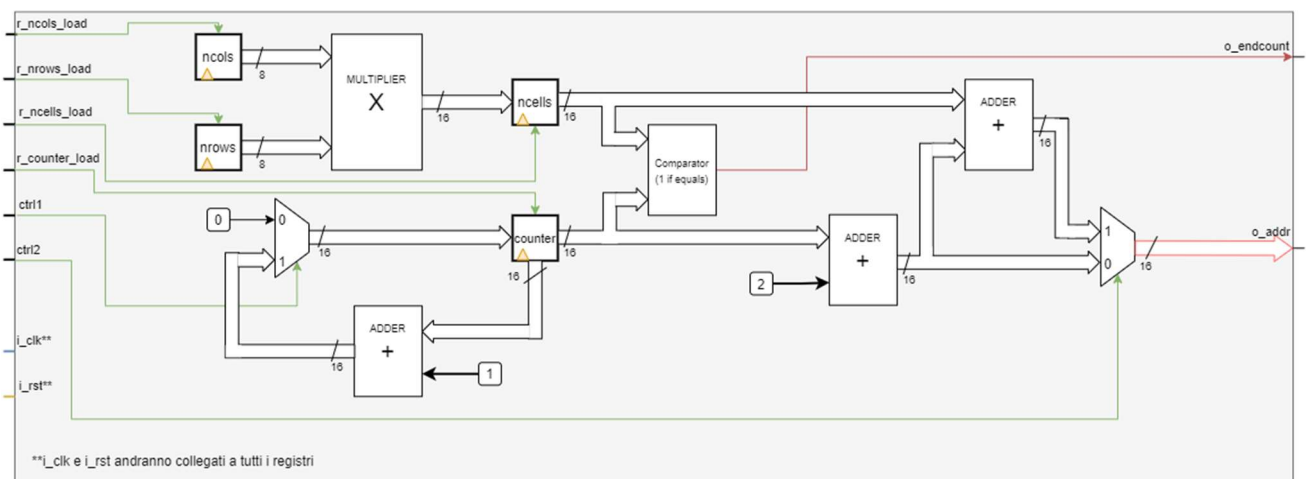 r_ncols_load
r_nrows_load
r_ncells_load
r_counter_load
ctrl1
ctrl2
i_clk**
i_rst**
ncols
8
nrows
8
MULTIPLIER
X
16
ncells
16
Comparator
(1 if equals)
0
0
1
16
counter
16
16
ADDER
+
1
16
2
ADDER
+
16
ADDER
+
16
1
0
16
o_endcount
o_addr
**i_clk e i_rst andranno collegati a tutti i registri